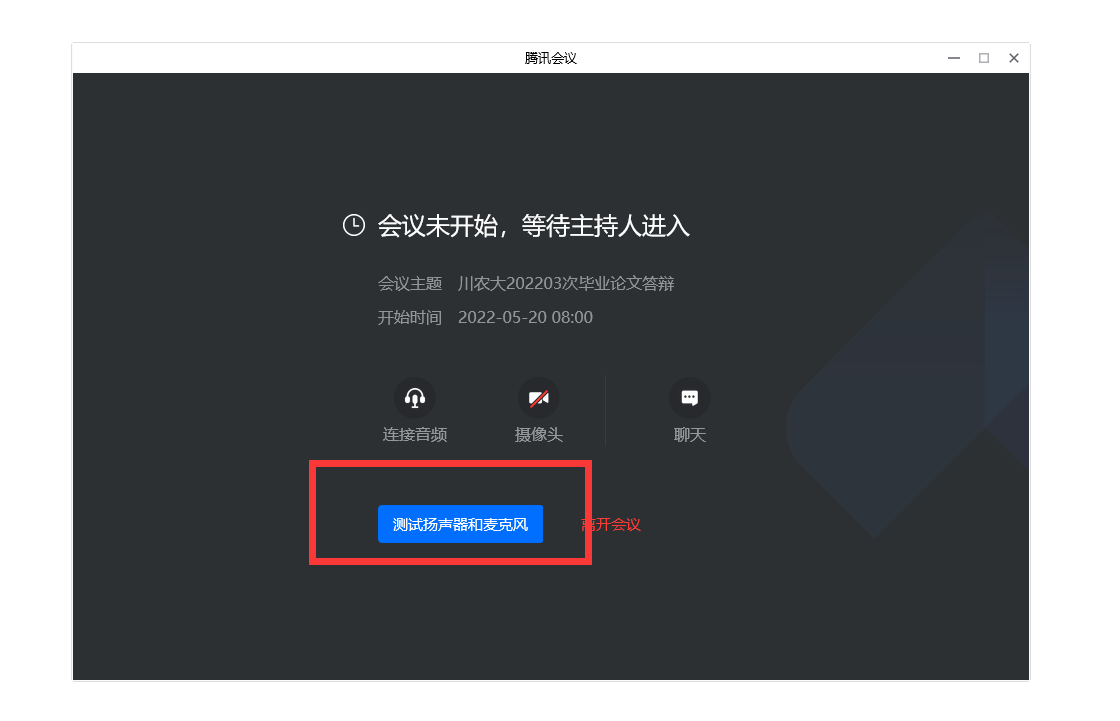 腾讯会议
会议未开始，等待主持人进入
会议主题 川农大202203次毕业论文答辩
开始时间 2022-05-20 08:00
连接音频 摄像头 聊天
测试扬声器和麦克风 离开会议